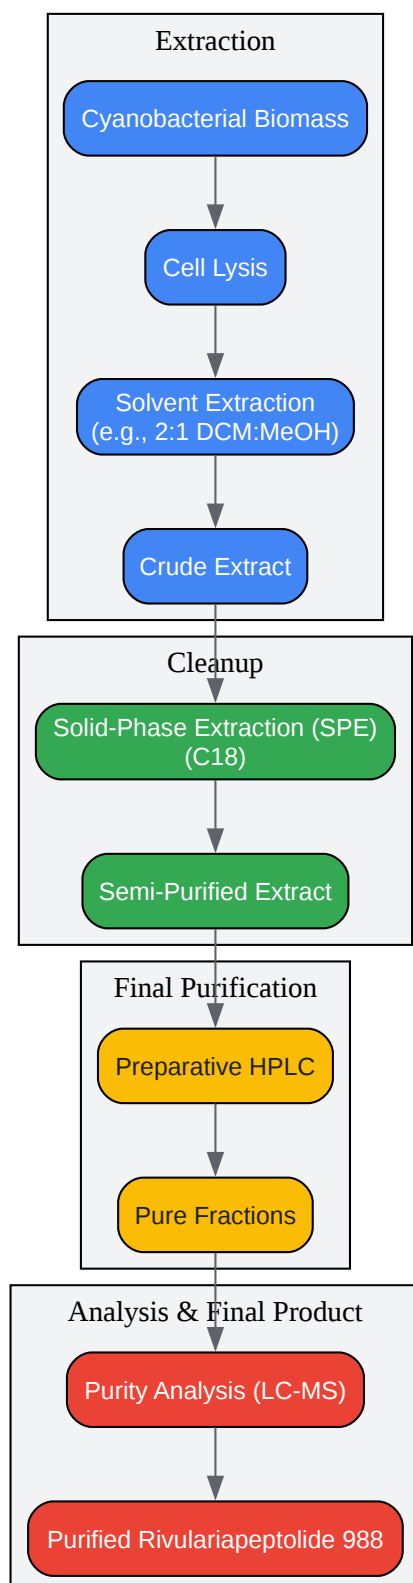 Extraction
Cyanobacterial Biomass
Cell Lysis
Solvent Extraction
(e.g., 2:1 DCM:MeOH)
Crude Extract
Cleanup
Solid-Phase Extraction (SPE)
(C18)
Semi-Purified Extract
Final Purification
Preparative HPLC
Pure Fractions
Analysis & Final Product
Purity Analysis (LC-MS)
Purified Rivulariapeptolide 988